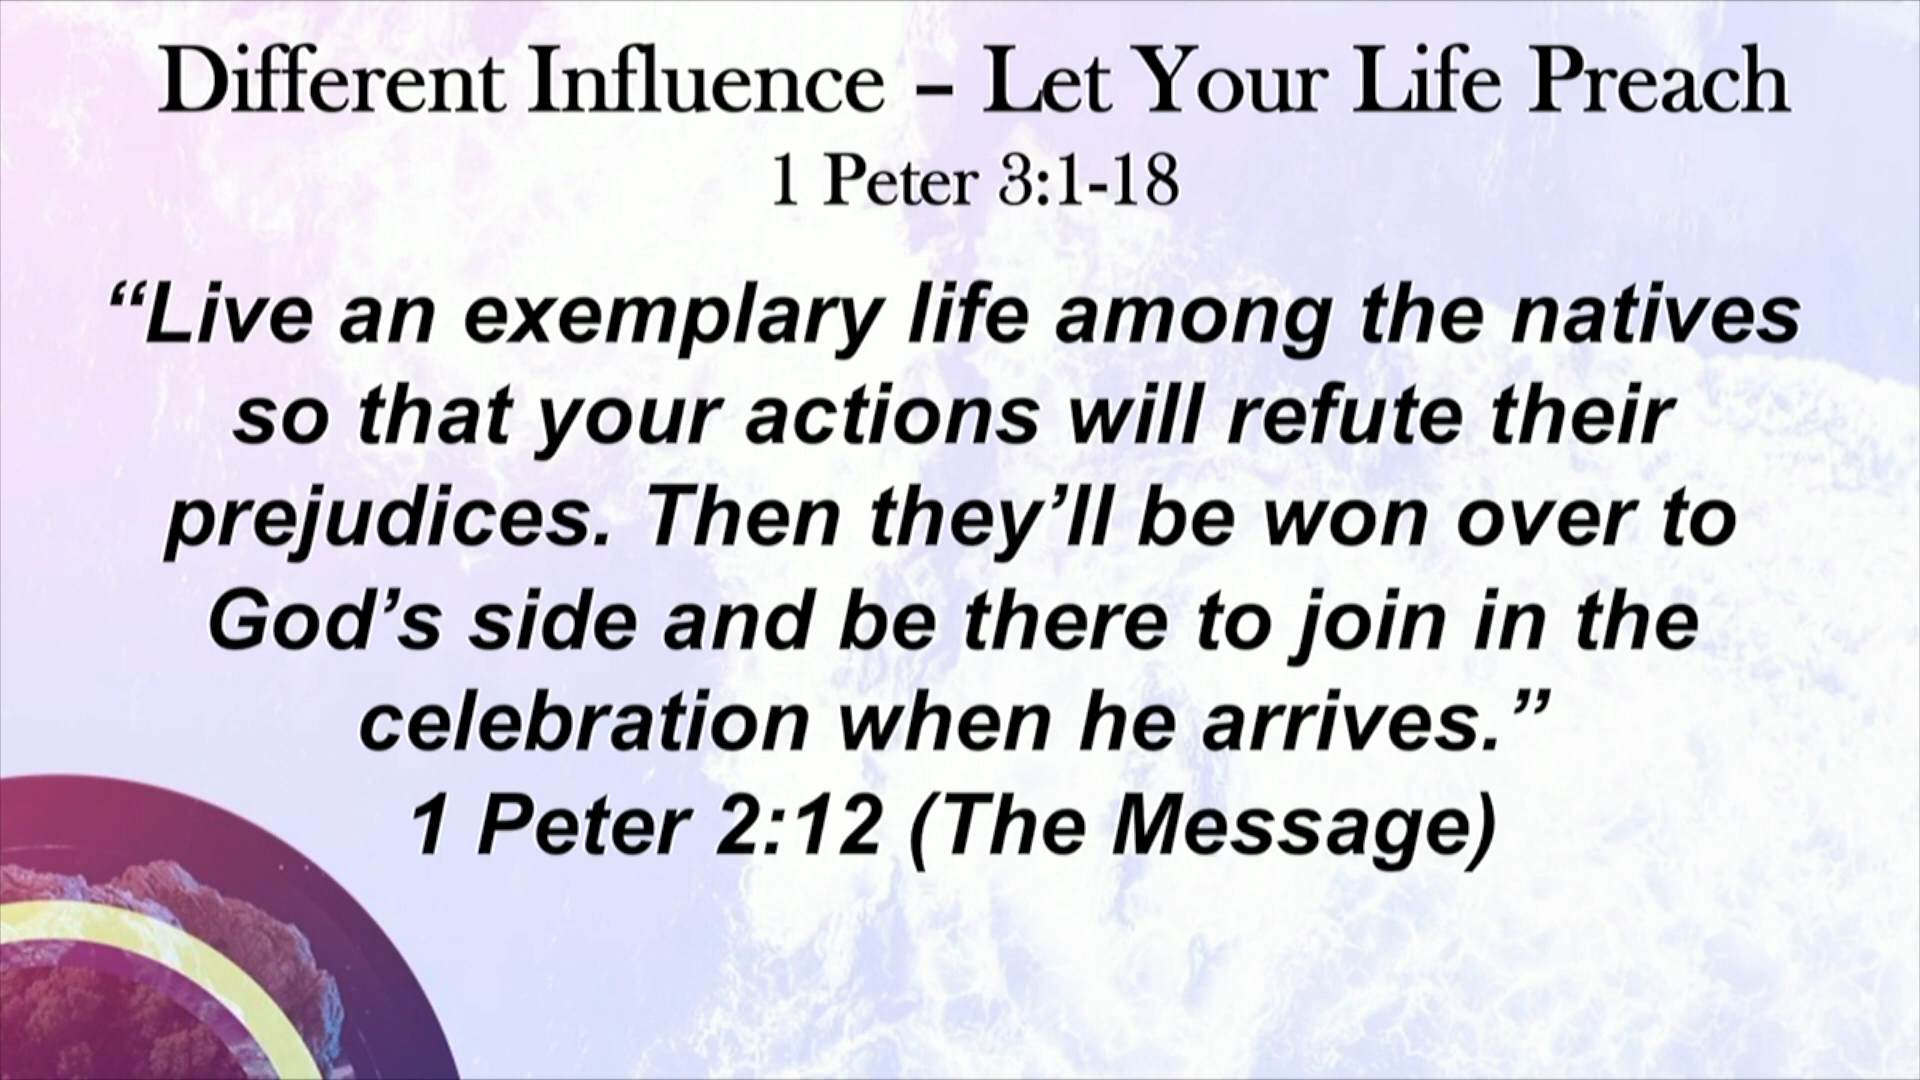 Different Influence – Let Your Life Preach
1 Peter 3:1-18
“Live an exemplary life among the natives
so that your actions will refute their
prejudices. Then they’ll be won over to
God’s side and be there to join in the
celebration when he arrives.”
1 Peter 2:12 (The Message)